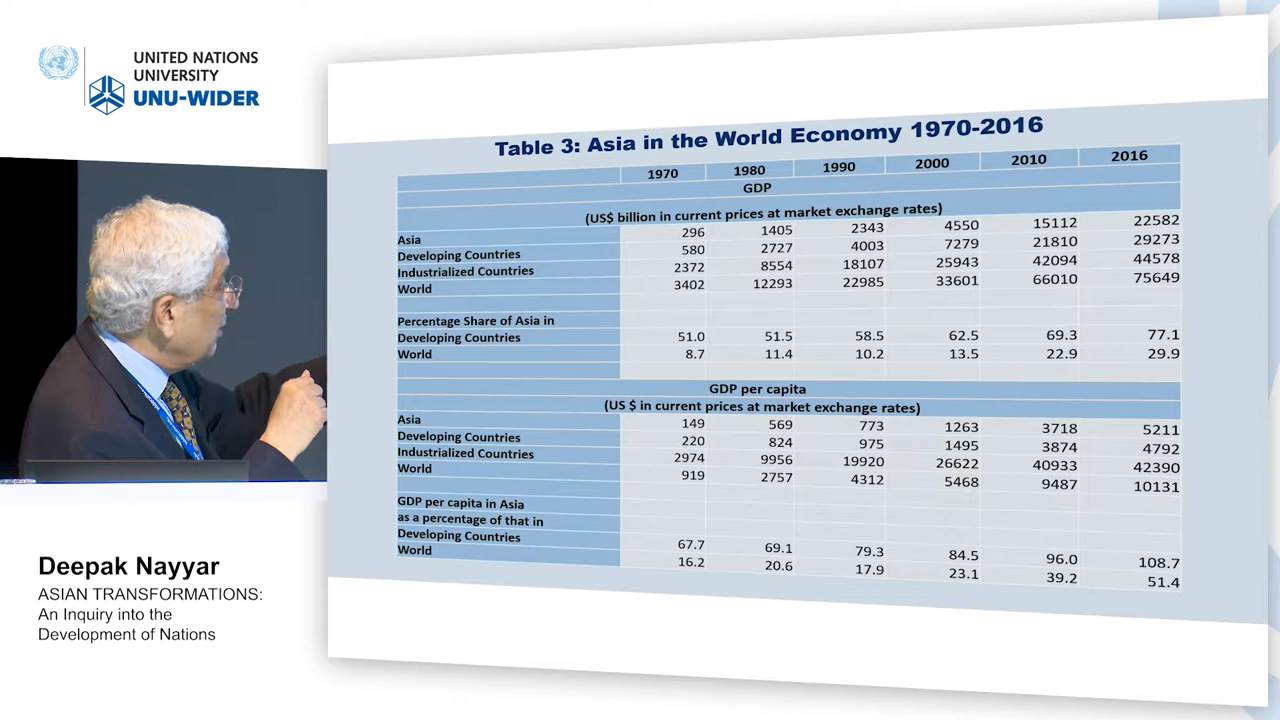 UNITED NATIONS
UNIVERSITY
UNU-WIDER
Table 3: Asia in the World Economy 1970-2016
1970 1980 1990 2000 2010 2016
GDP
(US$ billion in current prices at market exchange rates)
Asia 296 1405 2343 4550 15112 22582
Developing Countries 580 2727 4003 7279 21810 29273
Industrialized Countries 2372 8554 18107 25943 42094 44578
World 3402 12293 22985 33601 66010 75649
Percentage Share of Asia in
Developing Countries 51.0 51.5 58.5 62.5 69.3 77.1
World 8.7 11.4 10.2 13.5 22.9 29.9
GDP per capita
(US $ in current prices at market exchange rates)
Asia 149 569 773 1263 3718 5211
Developing Countries 220 824 975 1495 3874 4792
Industrialized Countries 2974 9956 19920 26622 40933 42390
World 919 2757 4312 5468 9487 10131
GDP per capita in Asia
as a percentage of that in
Developing Countries 67.7 69.1 79.3 84.5 96.0 108.7
World 16.2 20.6 17.9 23.1 39.2 51.4
Deepak Nayyar
ASIAN TRANSFORMATIONS:
An Inquiry into the
Development of Nations